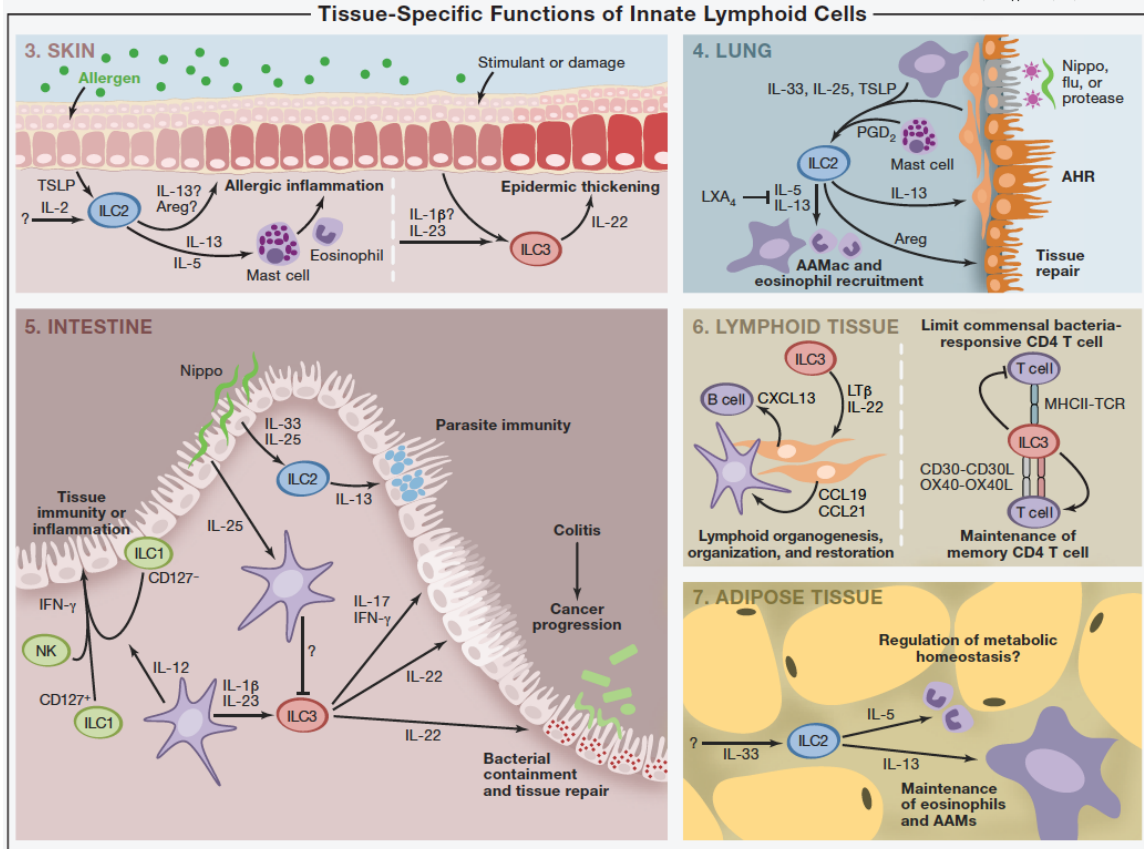 Tissue-Specific Functions of Innate Lymphoid Cells
3. SKIN
Allergen
Stimulant or damage
TSLP
? IL-2
ILC2
IL-13?
Areg?
Allergic inflammation
IL-13
IL-5
Mast cell
Eosinophil
IL-1β?
IL-23
ILC3
Epidermic thickening
IL-22
4. LUNG
IL-33, IL-25, TSLP
Nippo,
flu, or
protease
PGD₂
Mast cell
ILC2
AHR
LXA₄
IL-5
IL-13
IL-13
Areg
AAMac and
eosinophil recruitment
Tissue
repair
5. INTESTINE
Nippo
IL-33
IL-25
ILC2
IL-13
Parasite immunity
Tissue
immunity or
inflammation
IL-25
ILC1
CD127⁻
IFN-γ
NK
CD127⁺
ILC1
IL-12
IL-1β
IL-23
?
ILC3
IL-17
IFN-γ
IL-22
IL-22
Colitis
Cancer
progression
Bacterial
containment
and tissue repair
6. LYMPHOID TISSUE
ILC3
B cell
CXCL13
LTβ
IL-22
CCL19
CCL21
Lymphoid organogenesis,
organization, and restoration
Limit commensal bacteria-
responsive CD4 T cell
T cell
MHCII-TCR
ILC3
CD30-CD30L
OX40-OX40L
T cell
Maintenance of
memory CD4 T cell
7. ADIPOSE TISSUE
Regulation of metabolic
homeostasis?
?
IL-33
ILC2
IL-5
IL-13
Maintenance
of eosinophils
and AAMs